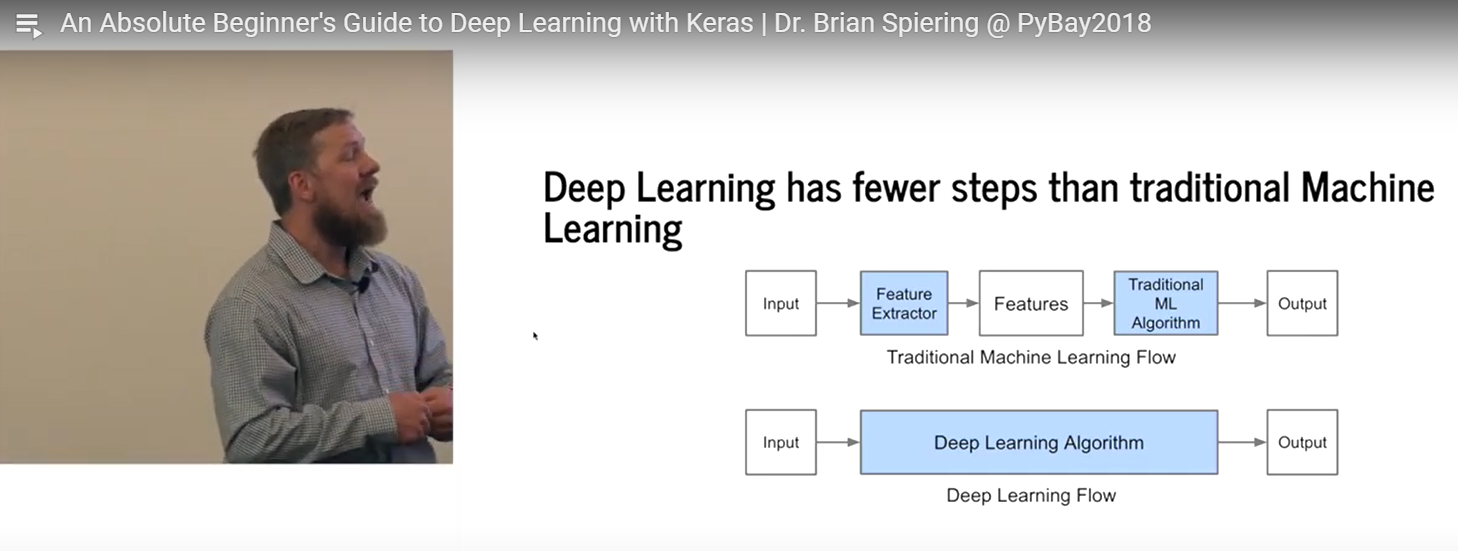 An Absolute Beginner's Guide to Deep Learning with Keras | Dr. Brian Spiering @ PyBay2018
Deep Learning has fewer steps than traditional Machine
Learning
Input
Feature
Extractor
Features
Traditional
ML
Algorithm
Output
Traditional Machine Learning Flow
Input
Deep Learning Algorithm
Output
Deep Learning Flow